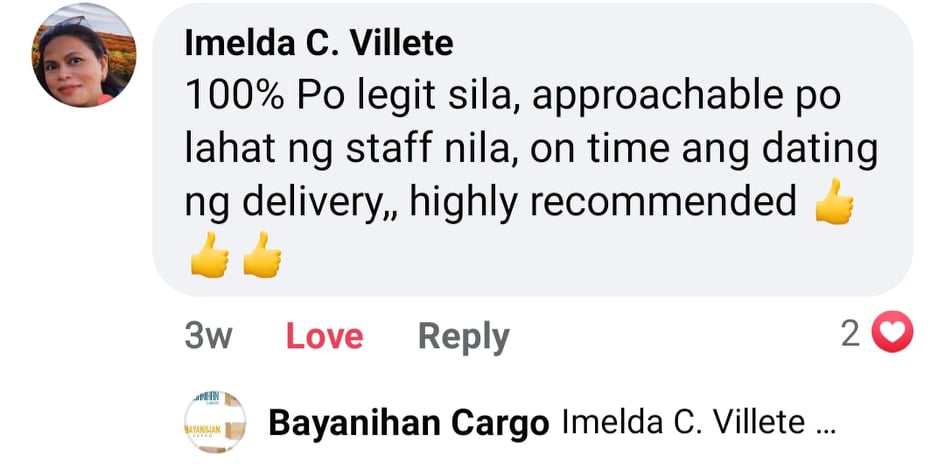 Imelda C. Villete
100% Po legit sila, approachable po
lahat ng staff nila, on time ang dating
ng delivery,, highly recommended 👍
👍👍
3w Love Reply 2
Bayanihan Cargo Imelda C. Villete ...
BAYANIHAN
CARGO